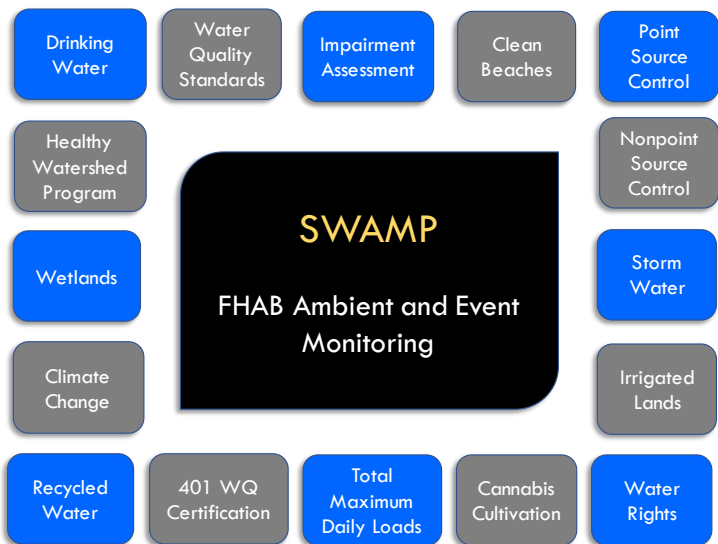 Drinking
Water
Water
Quality
Standards
Impairment
Assessment
Clean
Beaches
Point
Source
Control
Healthy
Watershed
Program
Nonpoint
Source
Control
SWAMP
FHAB Ambient and Event
Monitoring
Wetlands
Storm
Water
Climate
Change
Irrigated
Lands
Recycled
Water
401 WQ
Certification
Total
Maximum
Daily Loads
Cannabis
Cultivation
Water
Rights